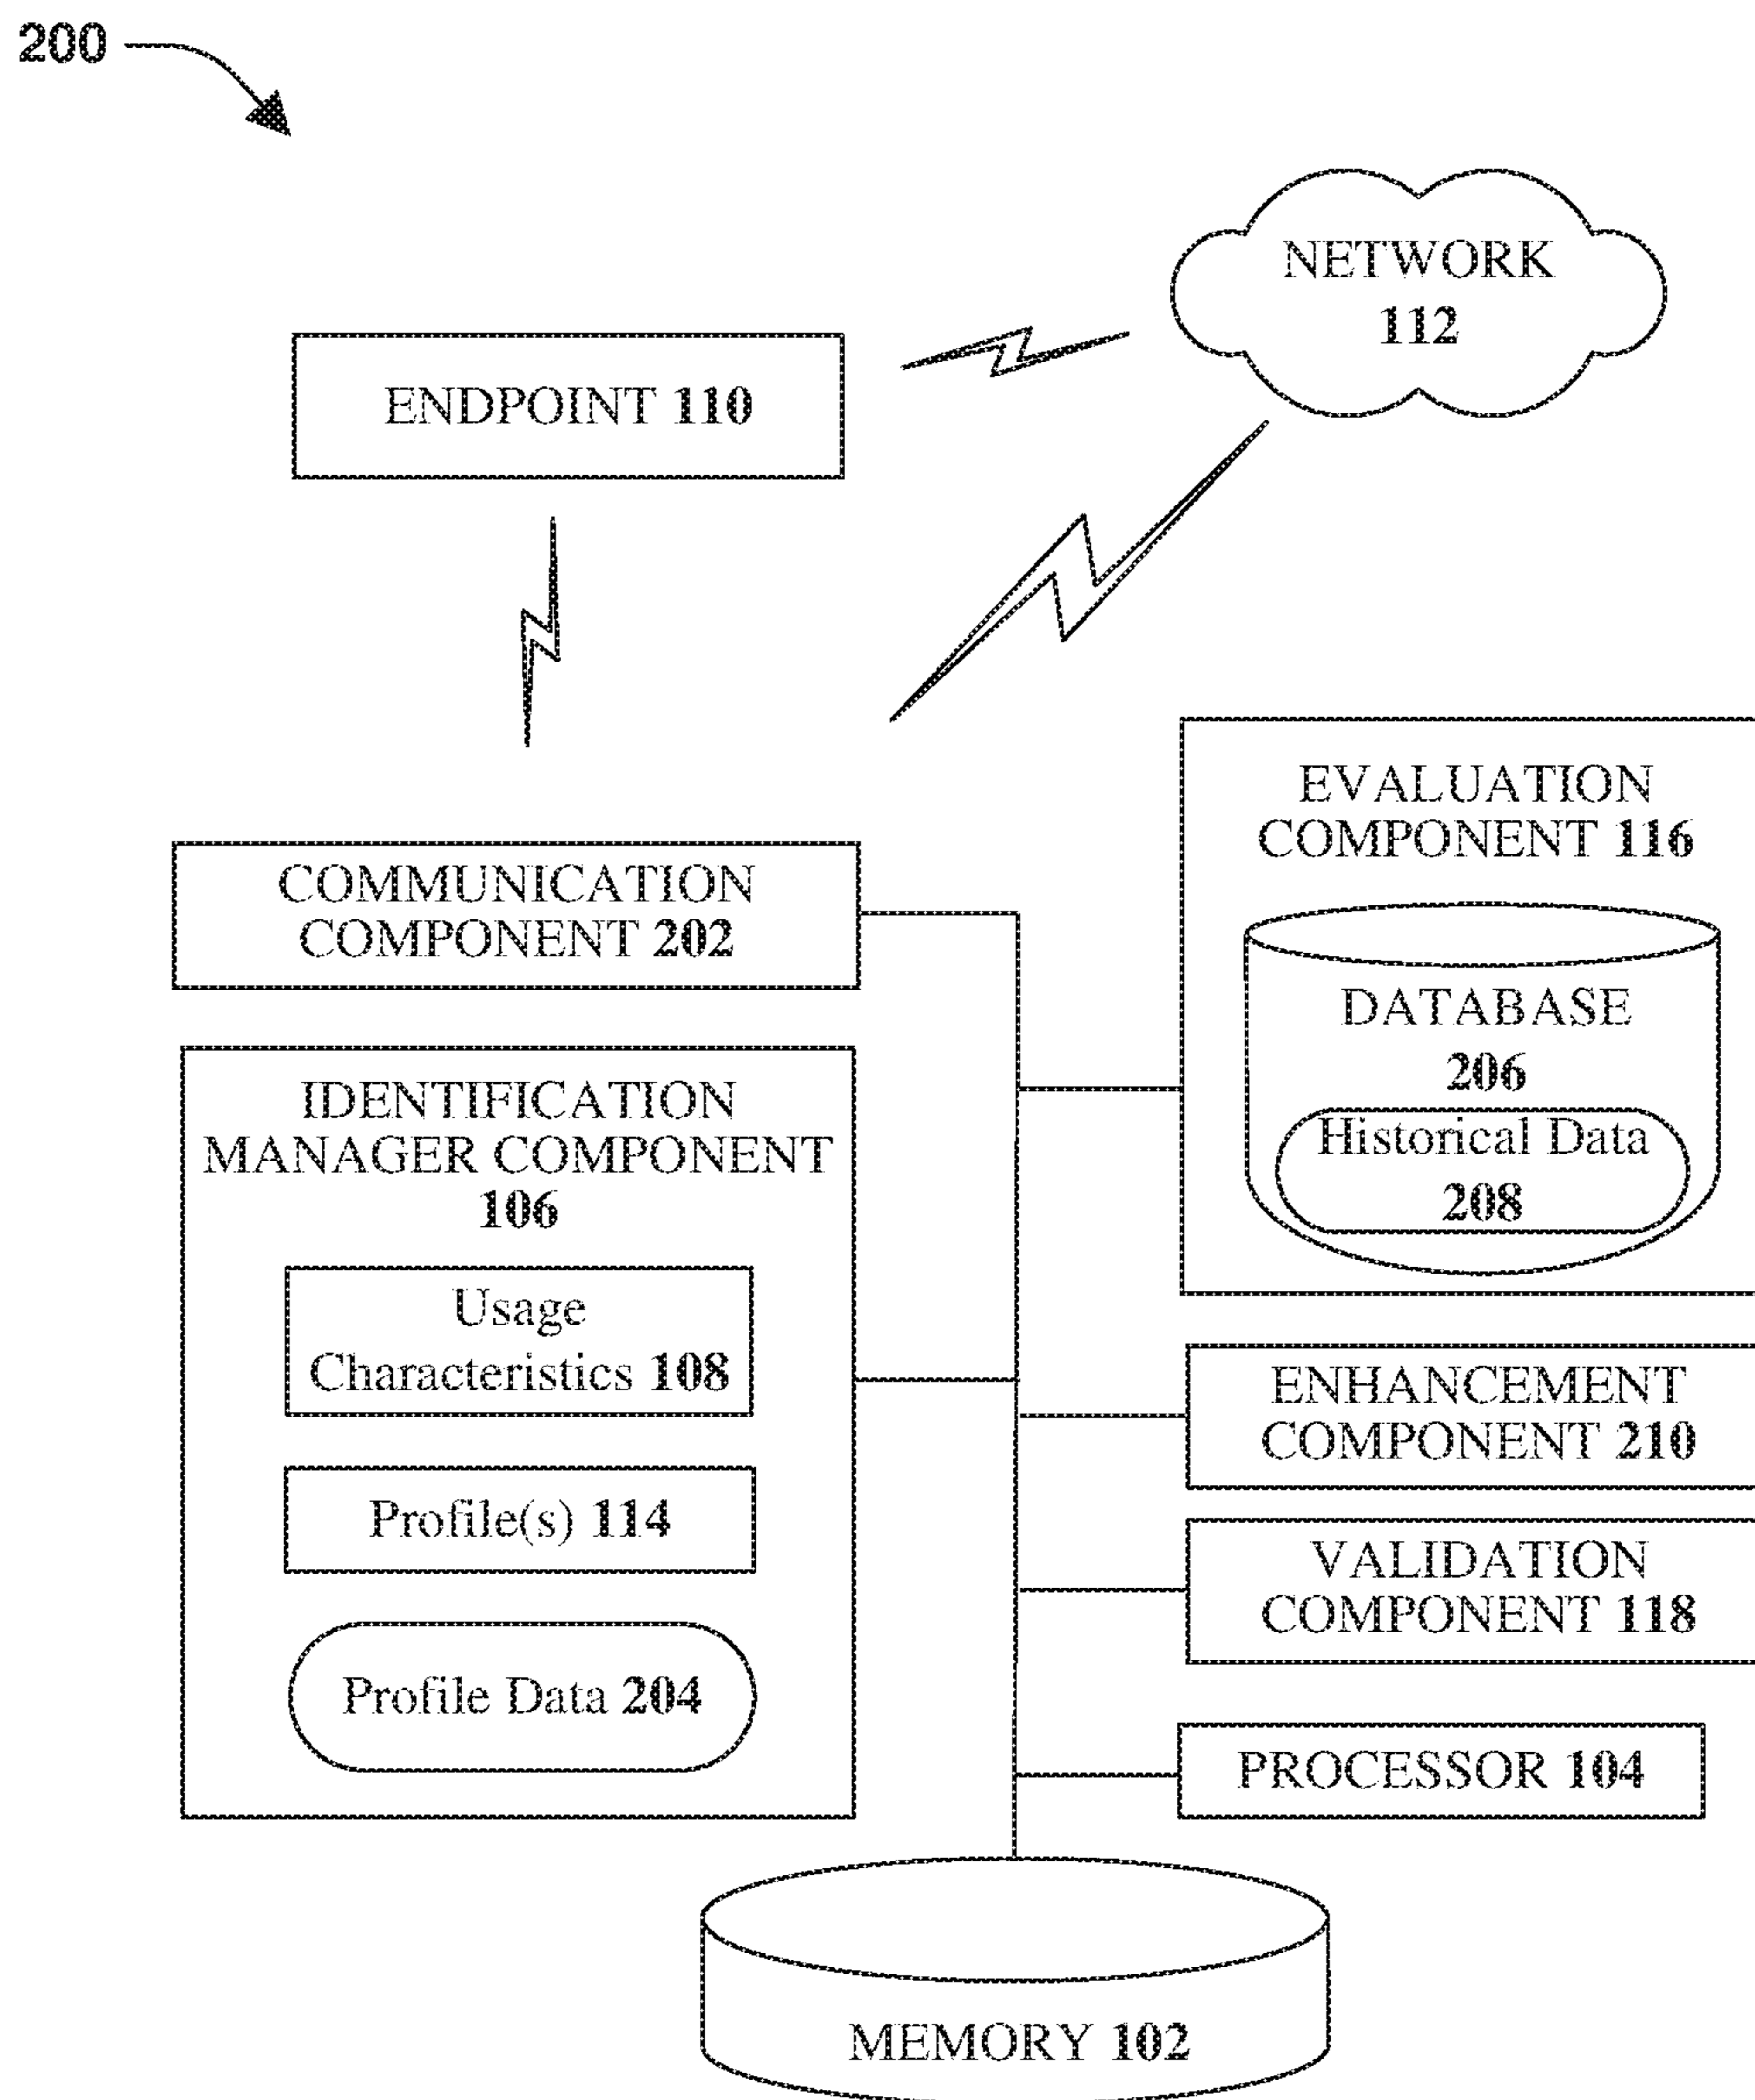 200
NETWORK
112
ENDPOINT 110
COMMUNICATION
COMPONENT 202
IDENTIFICATION
MANAGER COMPONENT
106
Usage
Characteristics 108
Profile(s) 114
Profile Data 204
EVALUATION
COMPONENT 116
DATABASE
206
Historical Data
208
ENHANCEMENT
COMPONENT 210
VALIDATION
COMPONENT 118
PROCESSOR 104
MEMORY 102